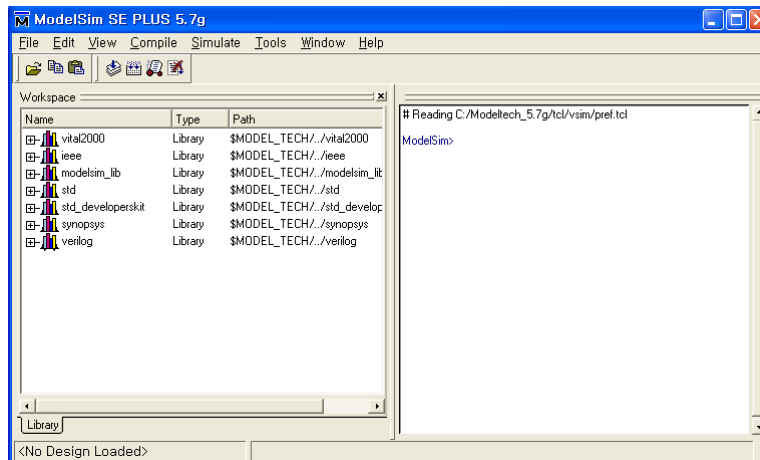 ModelSim SE PLUS 5.7g
File Edit View Compile Simulate Tools Window Help
Workspace
Name Type Path
vital2000 Library $MODEL_TECH/../vital2000
ieee Library $MODEL_TECH/../ieee
modelsim_lib Library $MODEL_TECH/../modelsim_lib
std Library $MODEL_TECH/../std
std_developerskit Library $MODEL_TECH/../std_develop
synopsys Library $MODEL_TECH/../synopsys
verilog Library $MODEL_TECH/../verilog
Library
# Reading C:/Modeltech_5.7g/tcl/vsim/pref.tcl
ModelSim>
<No Design Loaded>